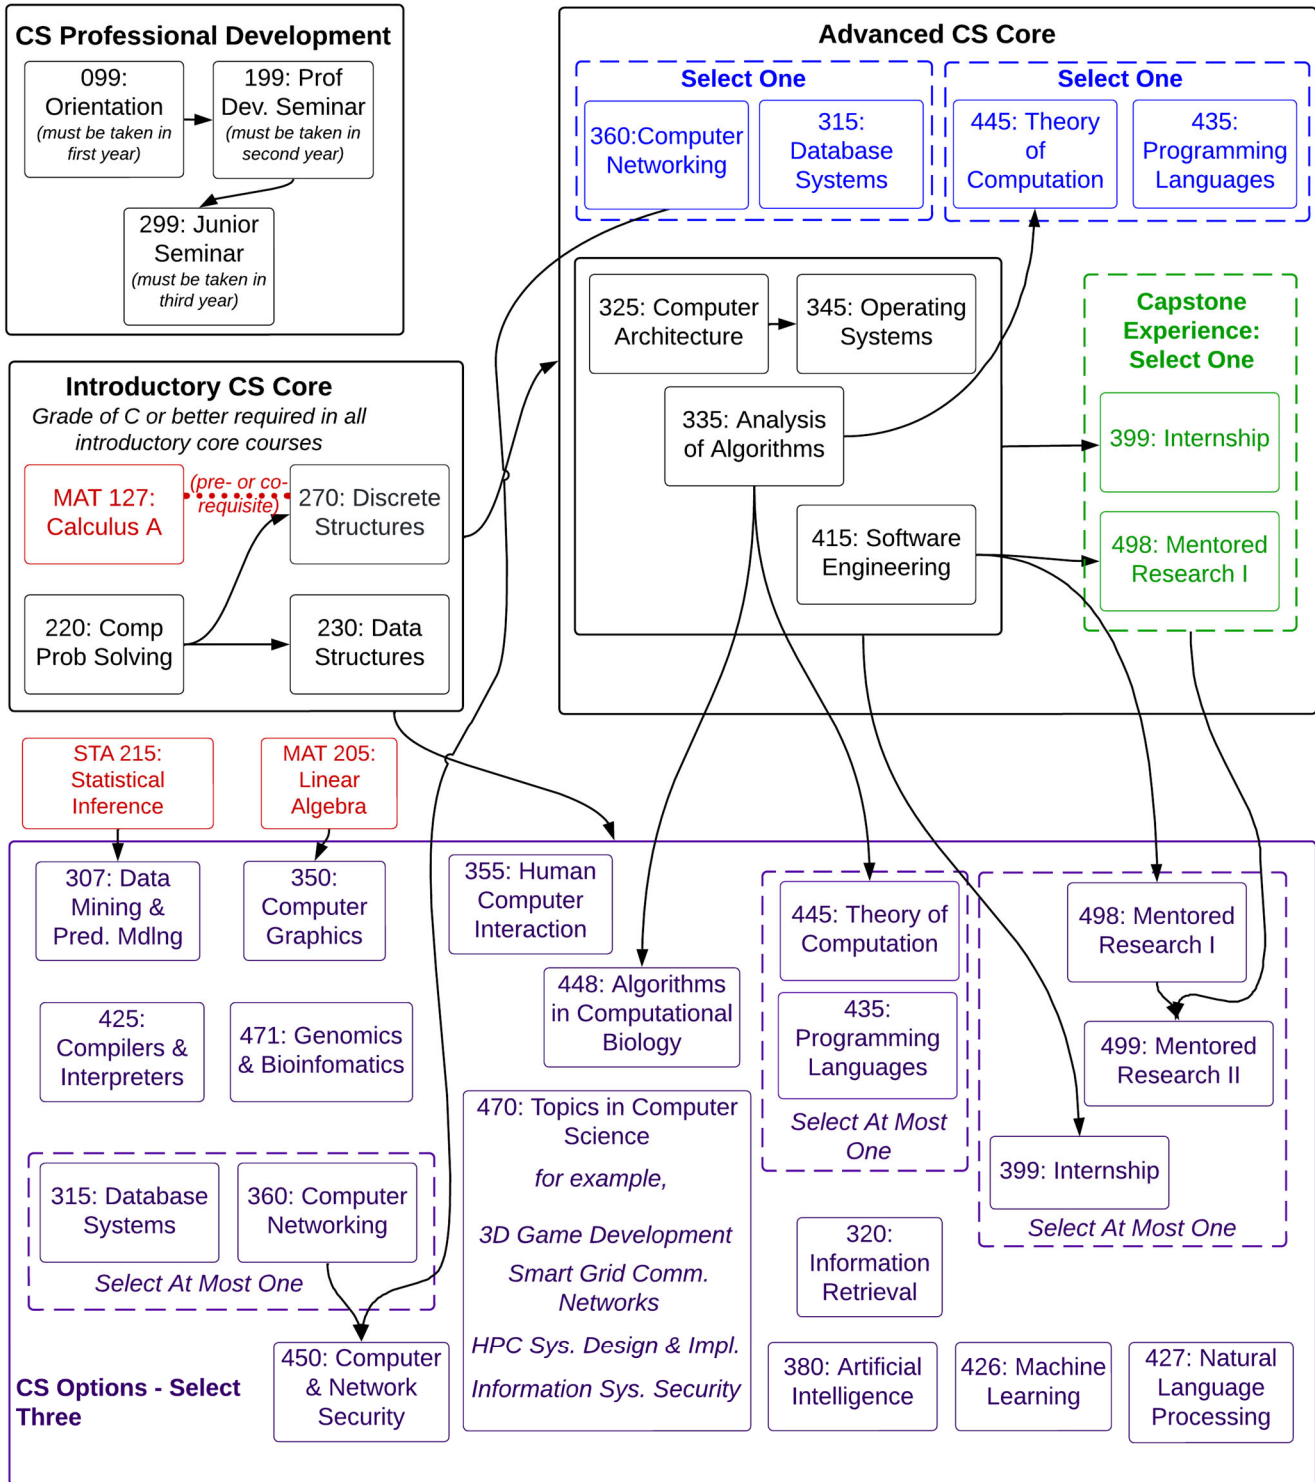 CS Professional Development
099:
Orientation
(must be taken in
first year)
199: Prof
Dev. Seminar
(must be taken in
second year)
299: Junior
Seminar
(must be taken in
third year)
Introductory CS Core
Grade of C or better required in all
introductory core courses
MAT 127:
Calculus A
(pre- or co-
requisite)
270: Discrete
Structures
220: Comp
Prob Solving
230: Data
Structures
Advanced CS Core
Select One
360:Computer
Networking
315:
Database
Systems
Select One
445: Theory
of
Computation
435:
Programming
Languages
325: Computer
Architecture
345: Operating
Systems
335: Analysis
of Algorithms
415: Software
Engineering
Capstone
Experience:
Select One
399: Internship
498: Mentored
Research I
STA 215:
Statistical
Inference
MAT 205:
Linear
Algebra
307: Data
Mining &
Pred. Mdlng
350:
Computer
Graphics
355: Human
Computer
Interaction
448: Algorithms
in Computational
Biology
445: Theory of
Computation
435:
Programming
Languages
Select At Most
One
498: Mentored
Research I
499: Mentored
Research II
399: Internship
Select At Most One
425:
Compilers &
Interpreters
471: Genomics
& Bioinfomatics
470: Topics in Computer
Science
for example,
3D Game Development
Smart Grid Comm.
Networks
HPC Sys. Design & Impl.
Information Sys. Security
315: Database
Systems
360: Computer
Networking
Select At Most One
450: Computer
& Network
Security
320:
Information
Retrieval
380: Artificial
Intelligence
426: Machine
Learning
427: Natural
Language
Processing
CS Options - Select
Three